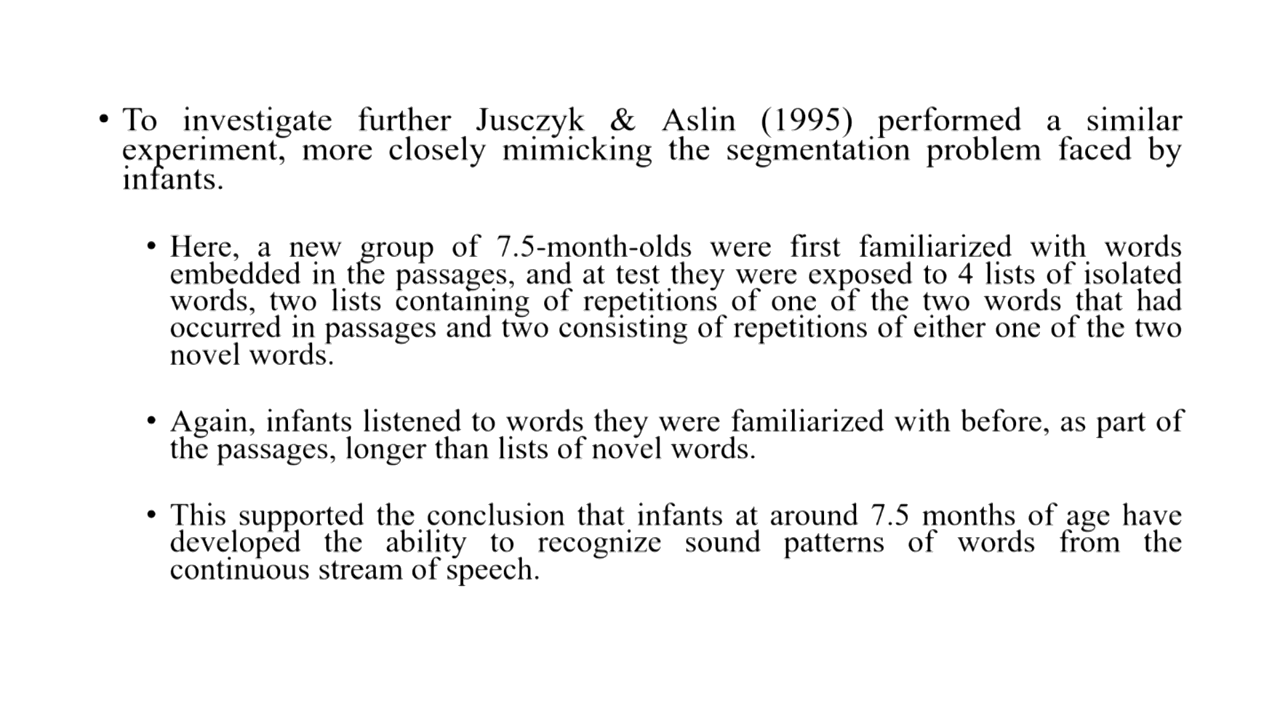 • To investigate further Jusczyk & Aslin (1995) performed a similar
experiment, more closely mimicking the segmentation problem faced by
infants.
• Here, a new group of 7.5-month-olds were first familiarized with words
embedded in the passages, and at test they were exposed to 4 lists of isolated
words, two lists containing of repetitions of one of the two words that had
occurred in passages and two consisting of repetitions of either one of the two
novel words.
• Again, infants listened to words they were familiarized with before, as part of
the passages, longer than lists of novel words.
• This supported the conclusion that infants at around 7.5 months of age have
developed the ability to recognize sound patterns of words from the
continuous stream of speech.